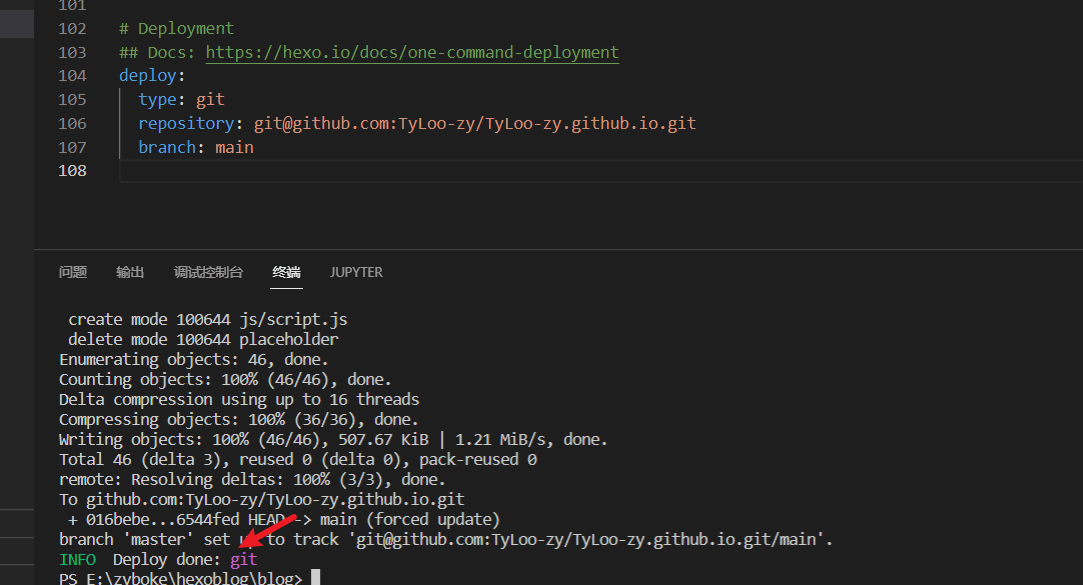 101
102 # Deployment
103 ## Docs: https://hexo.io/docs/one-command-deployment
104 deploy:
105 type: git
106 repository: git@github.com:TyLoo-zy/TyLoo-zy.github.io.git
107 branch: main
108
问题 输出 调试控制台 终端 JUPYTER
create mode 100644 js/script.js
delete mode 100644 placeholder
Enumerating objects: 46, done.
Counting objects: 100% (46/46), done.
Delta compression using up to 16 threads
Compressing objects: 100% (36/36), done.
Writing objects: 100% (46/46), 507.67 KiB | 1.21 MiB/s, done.
Total 46 (delta 3), reused 0 (delta 0), pack-reused 0
remote: Resolving deltas: 100% (3/3), done.
To github.com:TyLoo-zy/TyLoo-zy.github.io.git
+ 016bebe...6544fed HEAD -> main (forced update)
branch 'master' set up to track 'git@github.com:TyLoo-zy/TyLoo-zy.github.io.git/main'.
INFO Deploy done: git
PS E:\zyboke\hexoblog\blog>